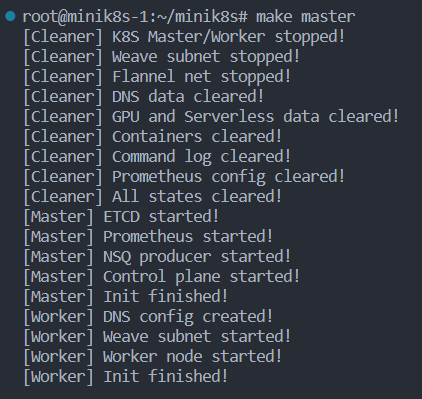 root@minik8s-1:~/minik8s# make master
[Cleaner] K8S Master/Worker stopped!
[Cleaner] Weave subnet stopped!
[Cleaner] Flannel net stopped!
[Cleaner] DNS data cleared!
[Cleaner] GPU and Serverless data cleared!
[Cleaner] Containers cleared!
[Cleaner] Command log cleared!
[Cleaner] Prometheus config cleared!
[Cleaner] All states cleared!
[Master] ETCD started!
[Master] Prometheus started!
[Master] NSQ producer started!
[Master] Control plane started!
[Master] Init finished!
[Worker] DNS config created!
[Worker] Weave subnet started!
[Worker] Worker node started!
[Worker] Init finished!